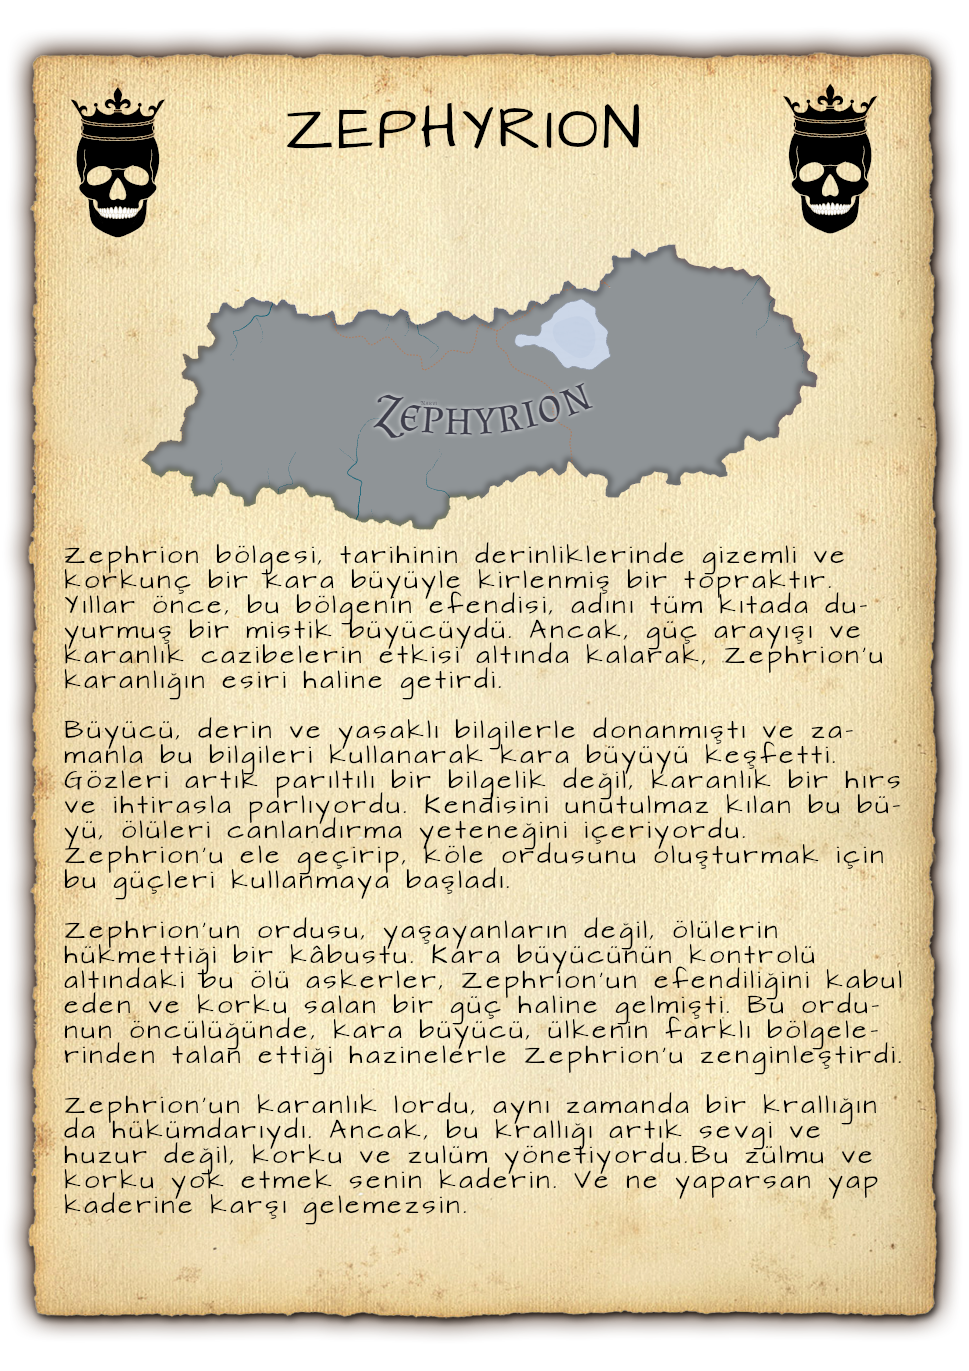 ZEPHYRION
ZEPHYRION
Zephrion bölgesi, tarihinin derinliklerinde gizemli ve
korkunç bir kara büyüyle kirlenmiş bir topraktır.
Yıllar önce, bu bölgenin efendisi, adını tüm kıtada du-
yurmuş bir mistik büyücüydü. Ancak, güç arayışı ve
karanlık cazibelerin etkisi altında kalarak, Zephrion'u
karanlığın esiri haline getirdi.
Büyücü, derin ve yasaklı bilgilerle donanmıştı ve za-
manla bu bilgileri kullanarak kara büyüyü keşfetti.
Gözleri artık parıltılı bir bilgelik değil, karanlık bir hırs
ve ihtirasla parlıyordu. Kendisini unutulmaz kılan bu bü-
yü, ölüleri canlandırma yeteneğini içeriyordu.
Zephrion'u ele geçirip, köle ordusunu oluşturmak için
bu güçleri kullanmaya başladı.
Zephrion'un ordusu, yaşayanların değil, ölülerin
hükmettiği bir kâbustu. Kara büyücünün kontrolü
altındaki bu ölü askerler, Zephrion'un efendiliğini kabul
eden ve korku salan bir güç haline gelmişti. Bu ordu-
nun öncülüğünde, kara büyücü, ülkenin farklı bölgele-
rinden talan ettiği hazinelerle Zephrion'u zenginleştirdi.
Zephrion'un karanlık lordu, aynı zamanda bir krallığın
da hükümdarıydı. Ancak, bu krallığı artık sevgi ve
huzur değil, korku ve zulüm yönetiyordu.Bu zülmu ve
korku yok etmek senin kaderin. Ve ne yaparsan yap
kaderine karşı gelemezsin.